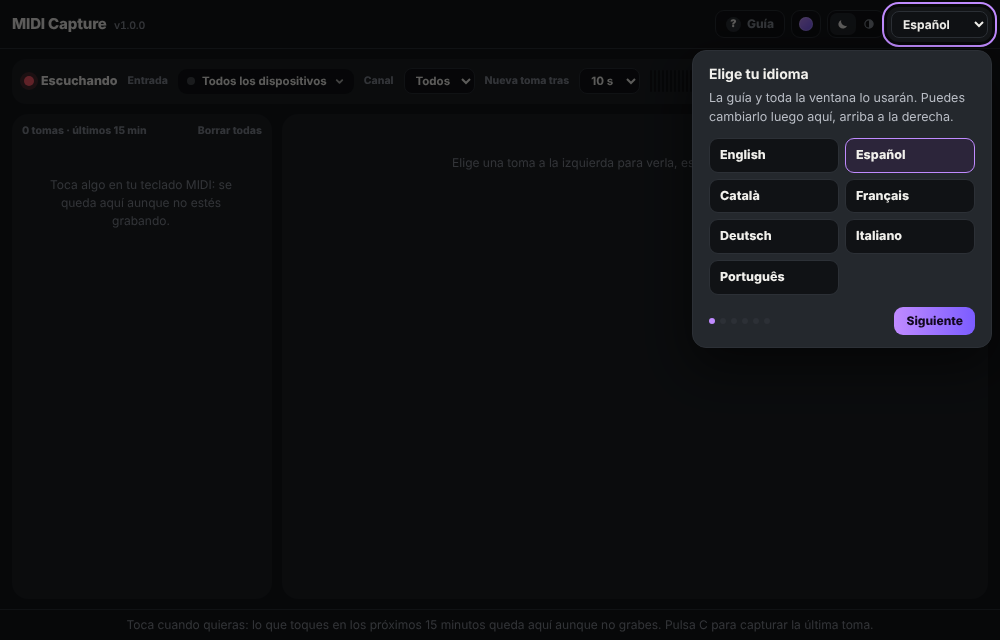 MIDI Capture v1.0.0
? Guía
Español
Escuchando Entrada Todos los dispositivos Canal Todos Nueva toma tras 10 s
Elige tu idioma
La guía y toda la ventana lo usarán. Puedes
cambiarlo luego aquí, arriba a la derecha.
English
Español
Català
Français
Deutsch
Italiano
Português
Siguiente
0 tomas · últimos 15 min Borrar todas
Toca algo en tu teclado MIDI: se
queda aquí aunque no estés
grabando.
Elige una toma a la izquierda para verla, es
Toca cuando quieras: lo que toques en los próximos 15 minutos queda aquí aunque no grabes. Pulsa C para capturar la última toma.